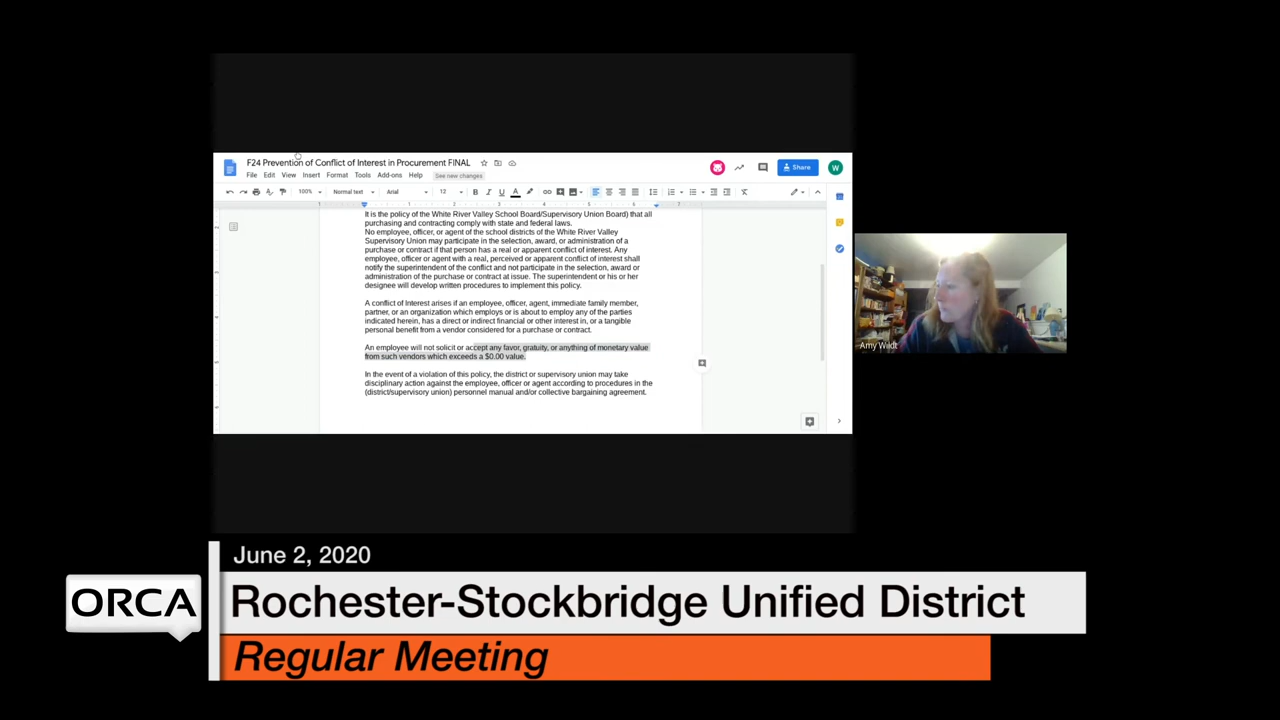 F24 Prevention of Conflict of Interest in Procurement FINAL
File Edit View Insert Format Tools Add-ons Help See new changes
Share
W
100% Normal text Arial 12 B I U A
It is the policy of the White River Valley School Board/Supervisory Union Board) that all
purchasing and contracting comply with state and federal laws.
No employee, officer, or agent of the school districts of the White River Valley
Supervisory Union may participate in the selection, award, or administration of a
purchase or contract if that person has a real or apparent conflict of interest. Any
employee, officer or agent with a real, perceived or apparent conflict of interest shall
notify the superintendent of the conflict and not participate in the selection, award or
administration of the purchase or contract at issue. The superintendent or his or her
designee will develop written procedures to implement this policy.
A conflict of Interest arises if an employee, officer, agent, immediate family member,
partner, or an organization which employs or is about to employ any of the parties
indicated herein, has a direct or indirect financial or other interest in, or a tangible
personal benefit from a vendor considered for a purchase or contract.
An employee will not solicit or accept any favor, gratuity, or anything of monetary value
from such vendors which exceeds a $0.00 value.
In the event of a violation of this policy, the district or supervisory union may take
disciplinary action against the employee, officer or agent according to procedures in the
(district/supervisory union) personnel manual and/or collective bargaining agreement.
Amy Wildt
June 2, 2020
ORCA
Rochester-Stockbridge Unified District
Regular Meeting